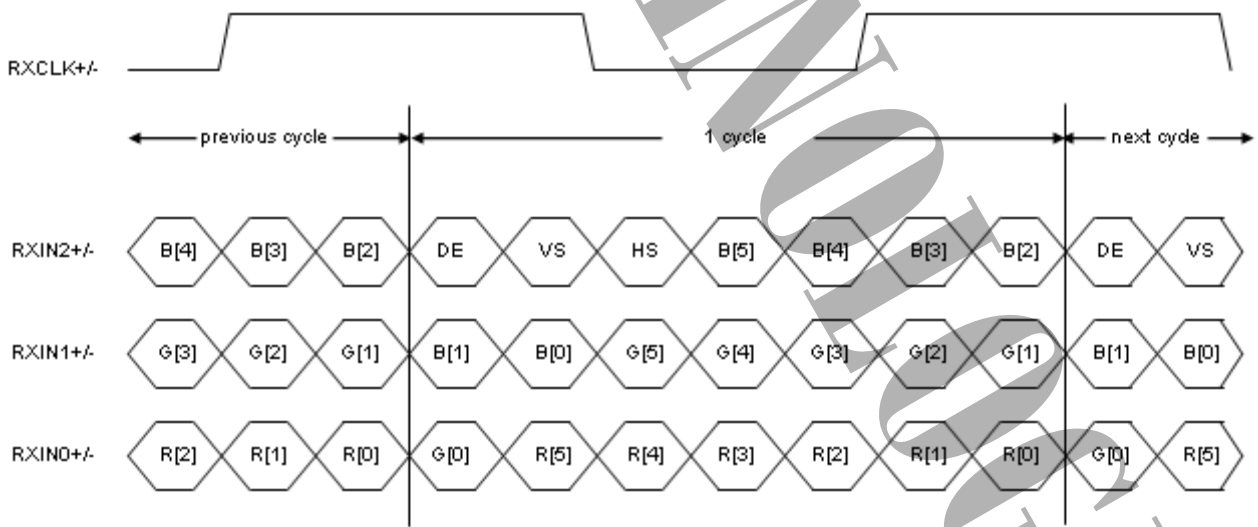 RXCLK+/-
previous cycle 1 cycle next cycle
RXIN2+/- B[4] B[3] B[2] DE VS HS B[5] B[4] B[3] B[2] DE VS
RXIN1+/- G[3] G[2] G[1] B[1] B[0] G[5] G[4] G[3] G[2] G[1] B[1] B[0]
RXIN0+/- R[2] R[1] R[0] G[0] R[5] R[4] R[3] R[2] R[1] R[0] G[0] R[5]